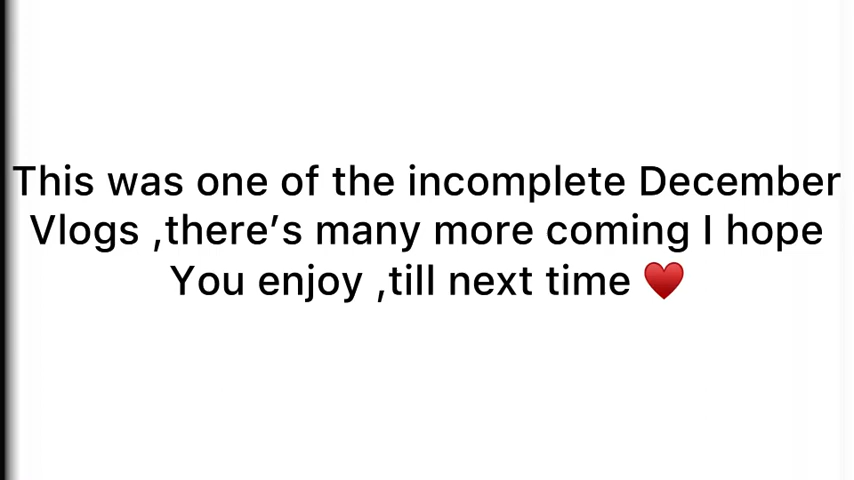 This was one of the incomplete December
Vlogs ,there’s many more coming I hope
You enjoy ,till next time ♥️